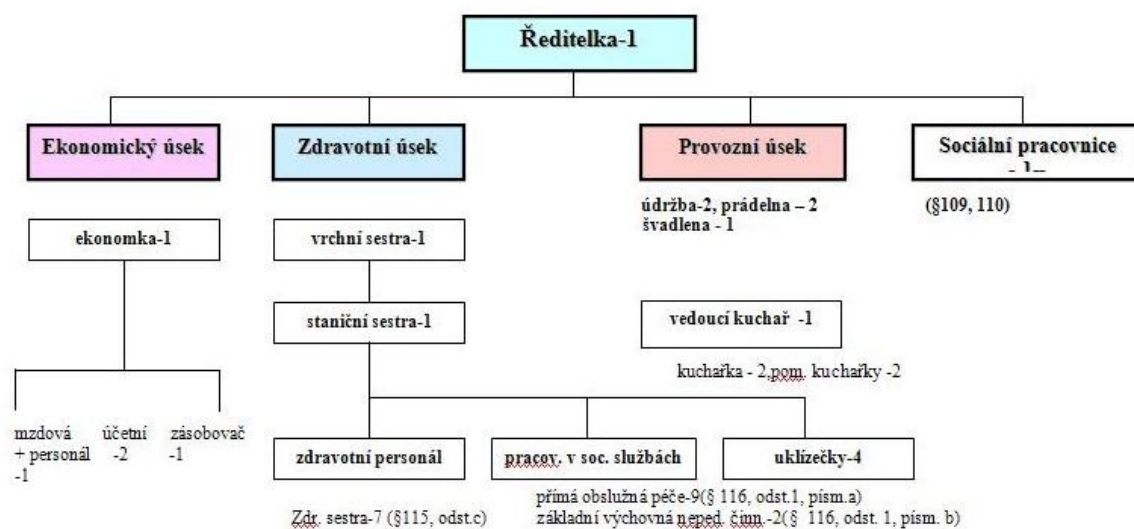 Ředitelka-1
Ekonomický úsek
Zdravotní úsek
Provozní úsek
Sociální pracovnice
- 1–
údržba-2, prádelna – 2
švadlena - 1
(§109, 110)
ekonomka-1
vrchní sestra-1
staniční sestra-1
vedoucí kuchař -1
kuchařka - 2,pom. kuchařky -2
mzdová
+ personál
-1
účetní
-2
zásobovač
-1
zdravotní personál
pracov. v soc. službách
uklízečky-4
Zdr. sestra-7 (§115, odst.c)
přímá obslužná péče-9(§ 116, odst.1, písm.a)
základní výchovná neped. činn.-2(§ 116, odst. 1, písm. b)